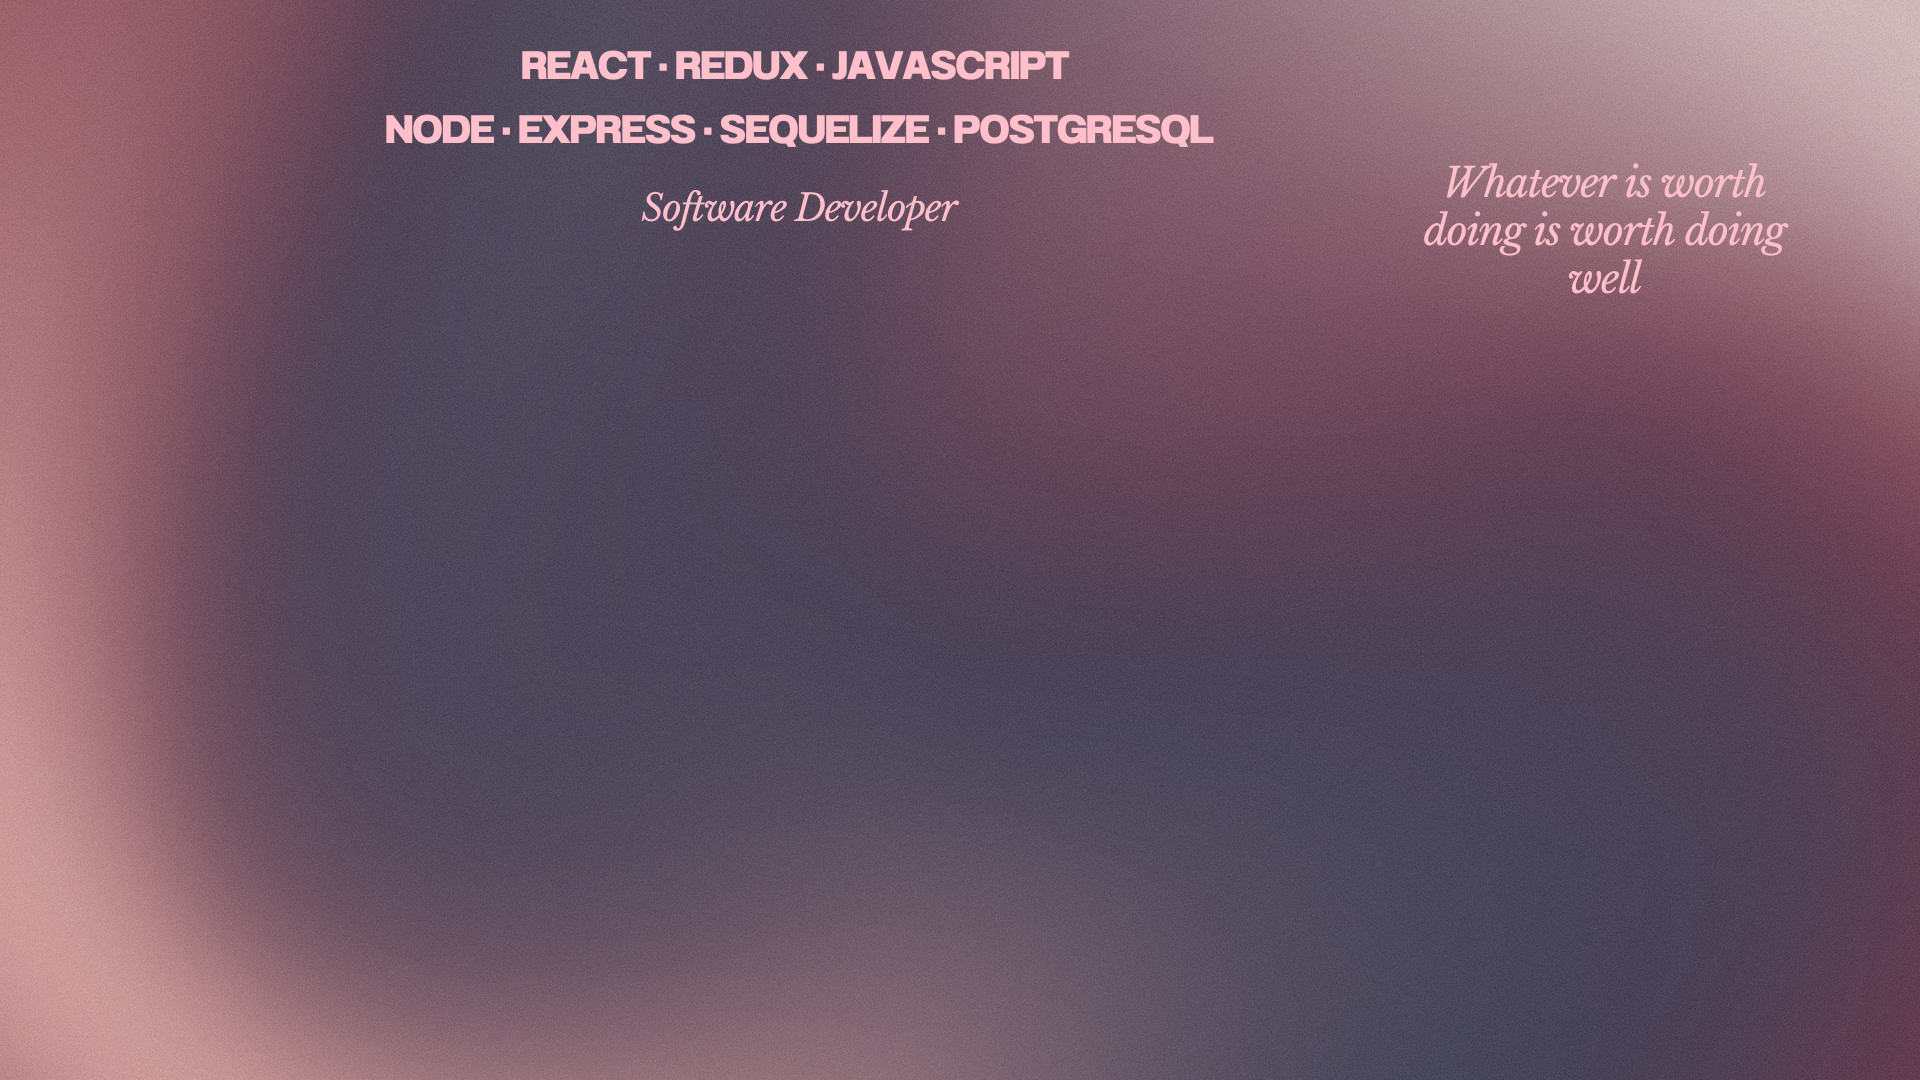 REACT · REDUX · JAVASCRIPT
NODE · EXPRESS · SEQUELIZE · POSTGRESQL
Software Developer
Whatever is worth
doing is worth doing
well